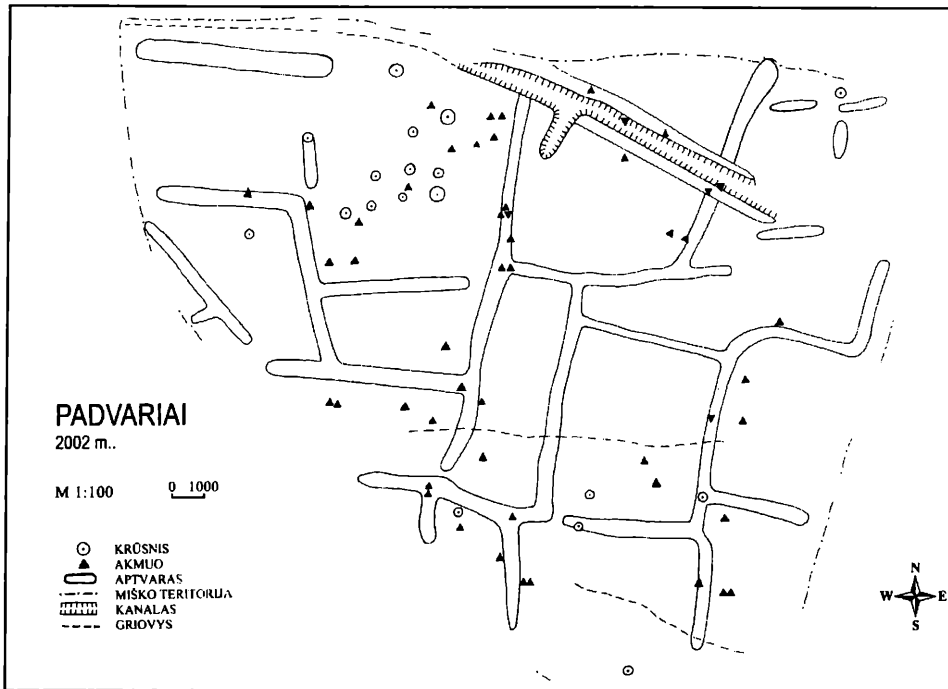 PADVARIAI
2002 m..
M 1:100
0 1000
KRŪSNIS
AKMUO
APTVARAS
MIŠKO TERITORIJA
KANALAS
GRIOVYS
N
W E
S